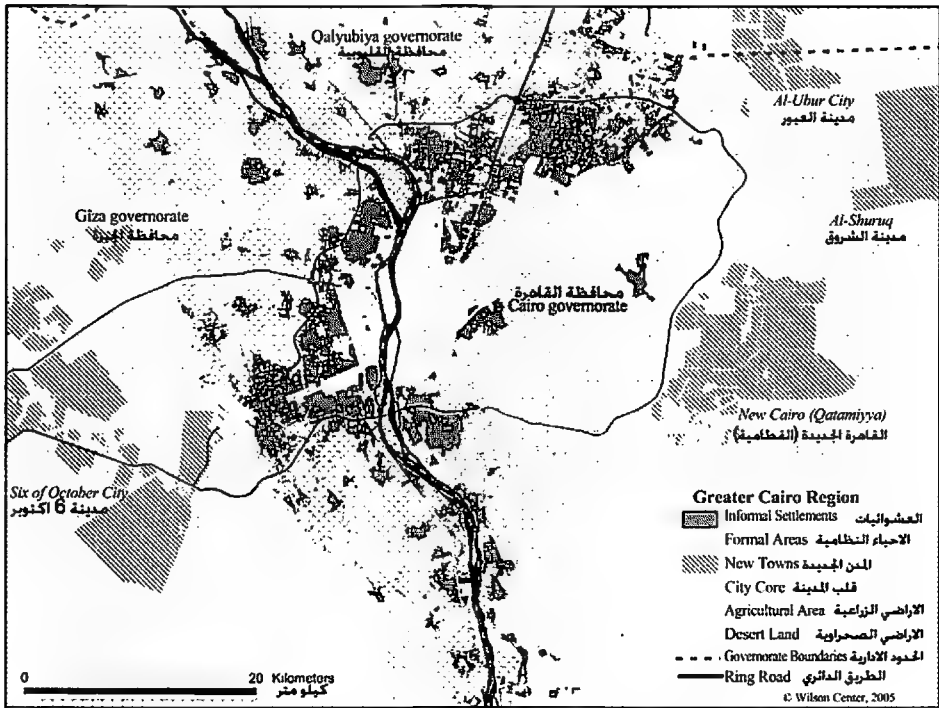 Qalyubiya governorate
محافظة القليوبية
Al-Ubur City
مدينة العبور
Giza governorate
محافظة الجيزة
Al-Shuruq
مدينة الشروق
محافظة القاهرة
Cairo governorate
New Cairo (Qatamiyya)
القاهرة الجديدة (القطامية)
Six of October City
مدينة 6 اكتوبر
Greater Cairo Region
Informal Settlements العشوائيات
Formal Areas الاحياء النظامية
New Towns المدن الجديدة
City Core قلب المدينة
Agricultural Area الاراضي الزراعية
Desert Land الاراضي الصحراوية
Governorate Boundaries الحدود الادارية
Ring Road الطريق الدائري
© Wilson Center, 2005
0 20 Kilometers
كيلو متر